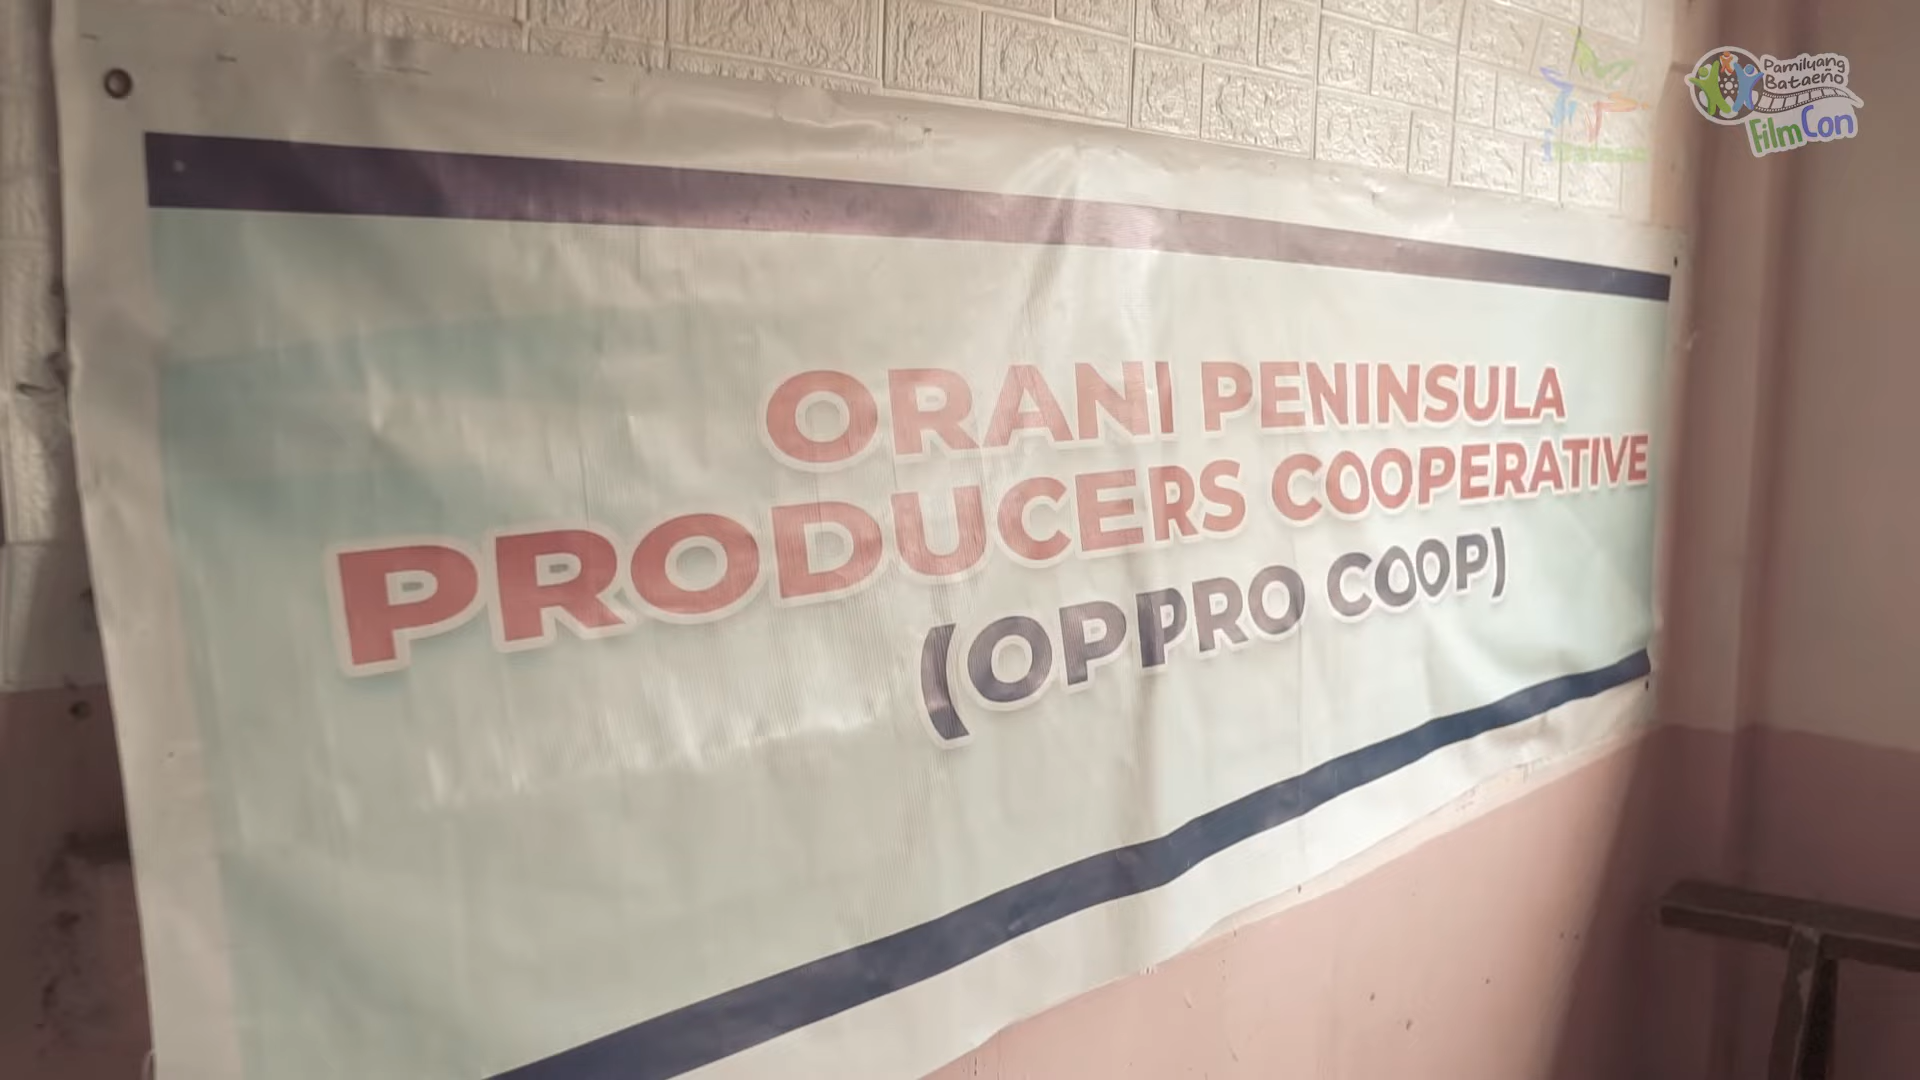 Pamilyang
Bataeño
FilmCon
ORANI PENINSULA
PRODUCERS COOPERATIVE
(OPPRO COOP)